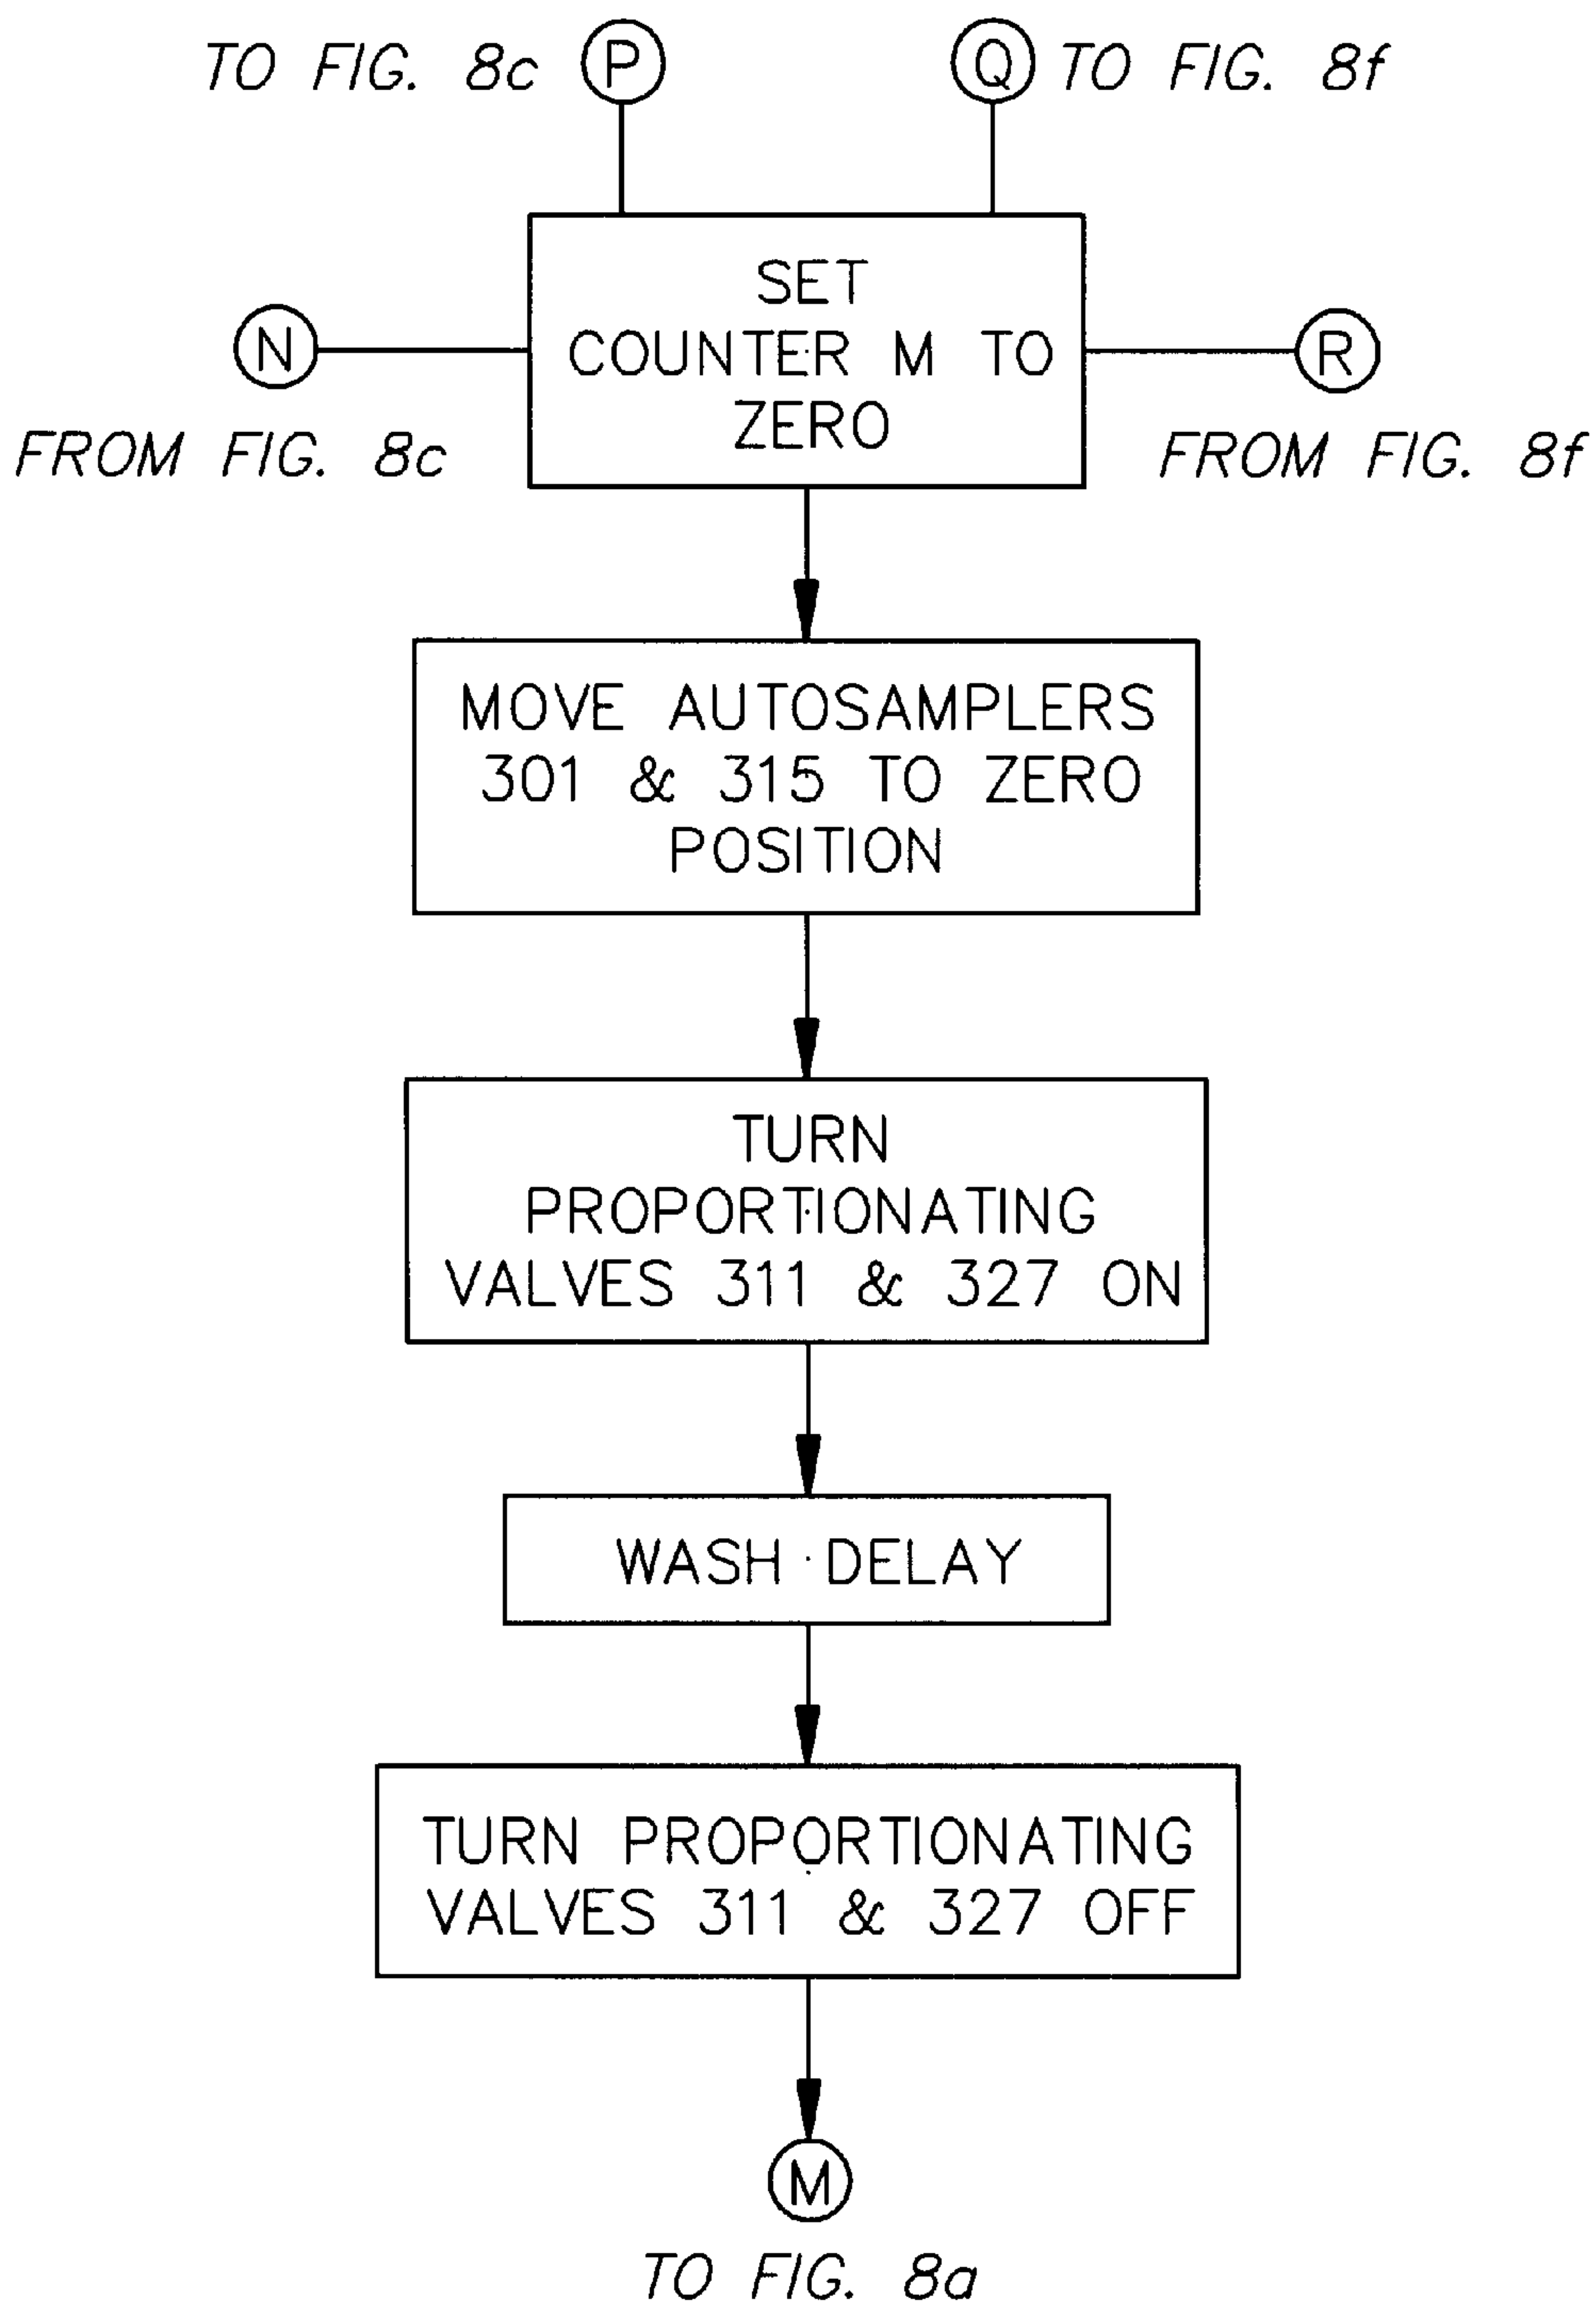 TO FIG. 8c P Q TO FIG. 8f
SET
COUNTER M TO
ZERO
N R
FROM FIG. 8c FROM FIG. 8f
MOVE AUTOSAMPLERS
301 & 315 TO ZERO
POSITION
TURN
PROPORTIONATING
VALVES 311 & 327 ON
WASH DELAY
TURN PROPORTIONATING
VALVES 311 & 327 OFF
M
TO FIG. 8a